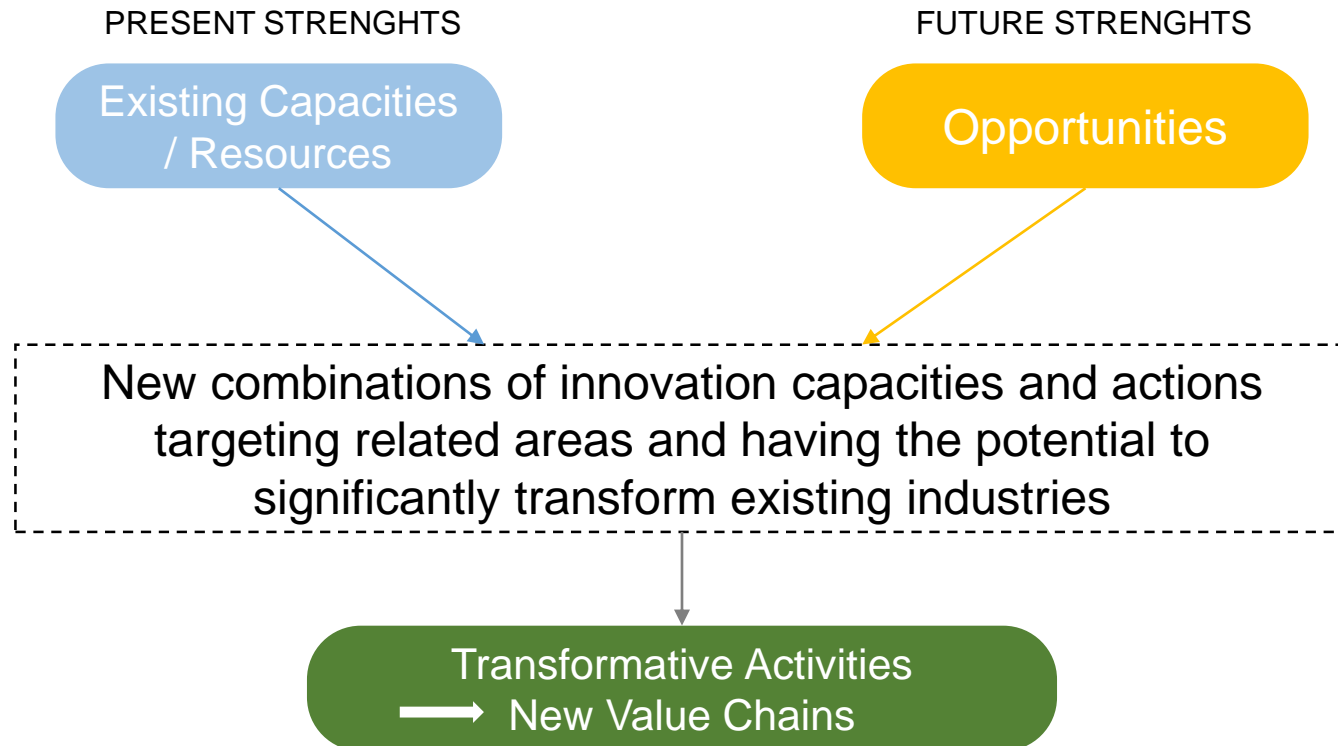 PRESENT STRENGHTS
FUTURE STRENGHTS
Existing Capacities
/ Resources
Opportunities
New combinations of innovation capacities and actions
targeting related areas and having the potential to
significantly transform existing industries
Transformative Activities
New Value Chains